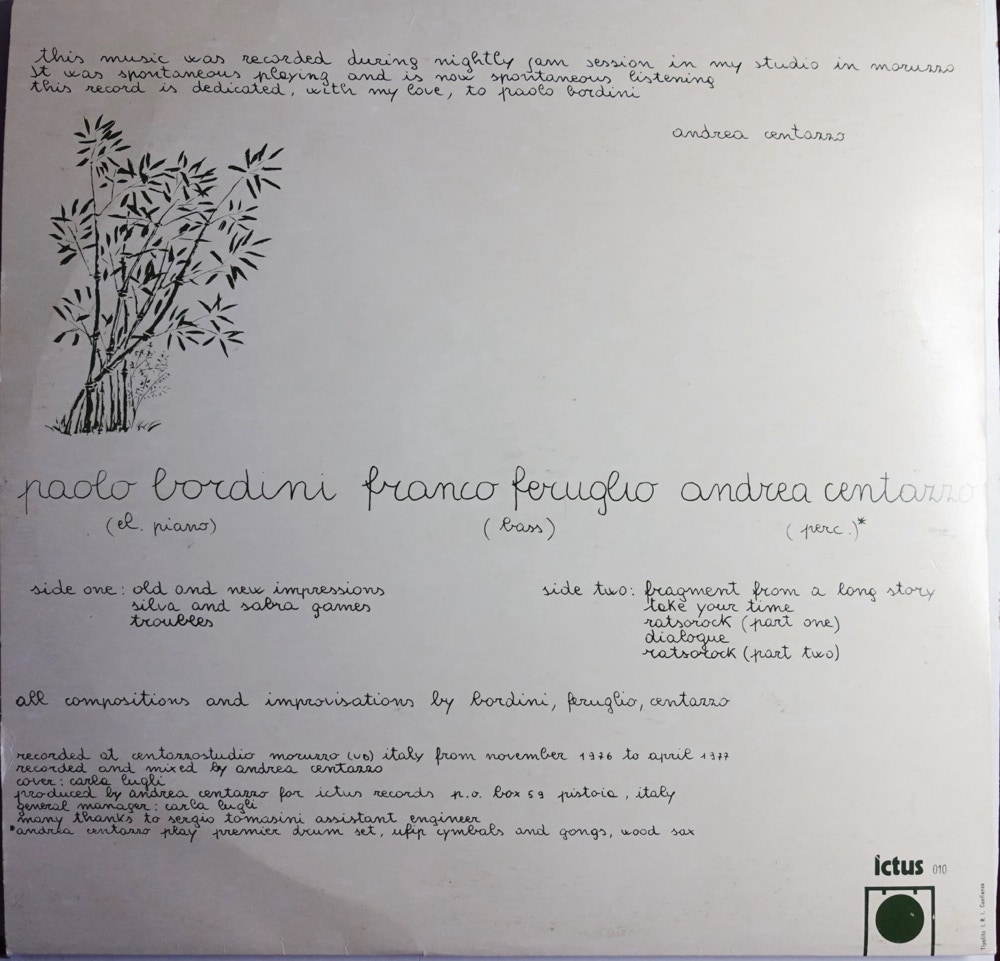 this music was recorded during nightly jam session in my studio in moruzzo
It was spontaneous playing and is now spontaneous listening
this record is dedicated, with my love, to paolo bordini
andrea centazzo
paolo bordini franco feruglio andrea centazzo
(el. piano) (bass) (perc.)*
side one: old and new impressions
silva and sabra games
troubles
side two: fragment from a long story
take your time
ratsorock (part one)
dialogue
ratsorock (part two)
all compositions and improvisations by bordini, feruglio, centazzo
recorded at centazzostudio moruzzo (UD) italy from november 1976 to april 1977
recorded and mixed by andrea centazzo
cover: carla lugli
produced by andrea centazzo for ictus records p.o. box 59 pistoia, italy
general manager: carla lugli
many thanks to sergio tomasini assistant engineer
*andrea centazzo play premier drum set, ufip cymbals and gongs, wood sax
ictus 010